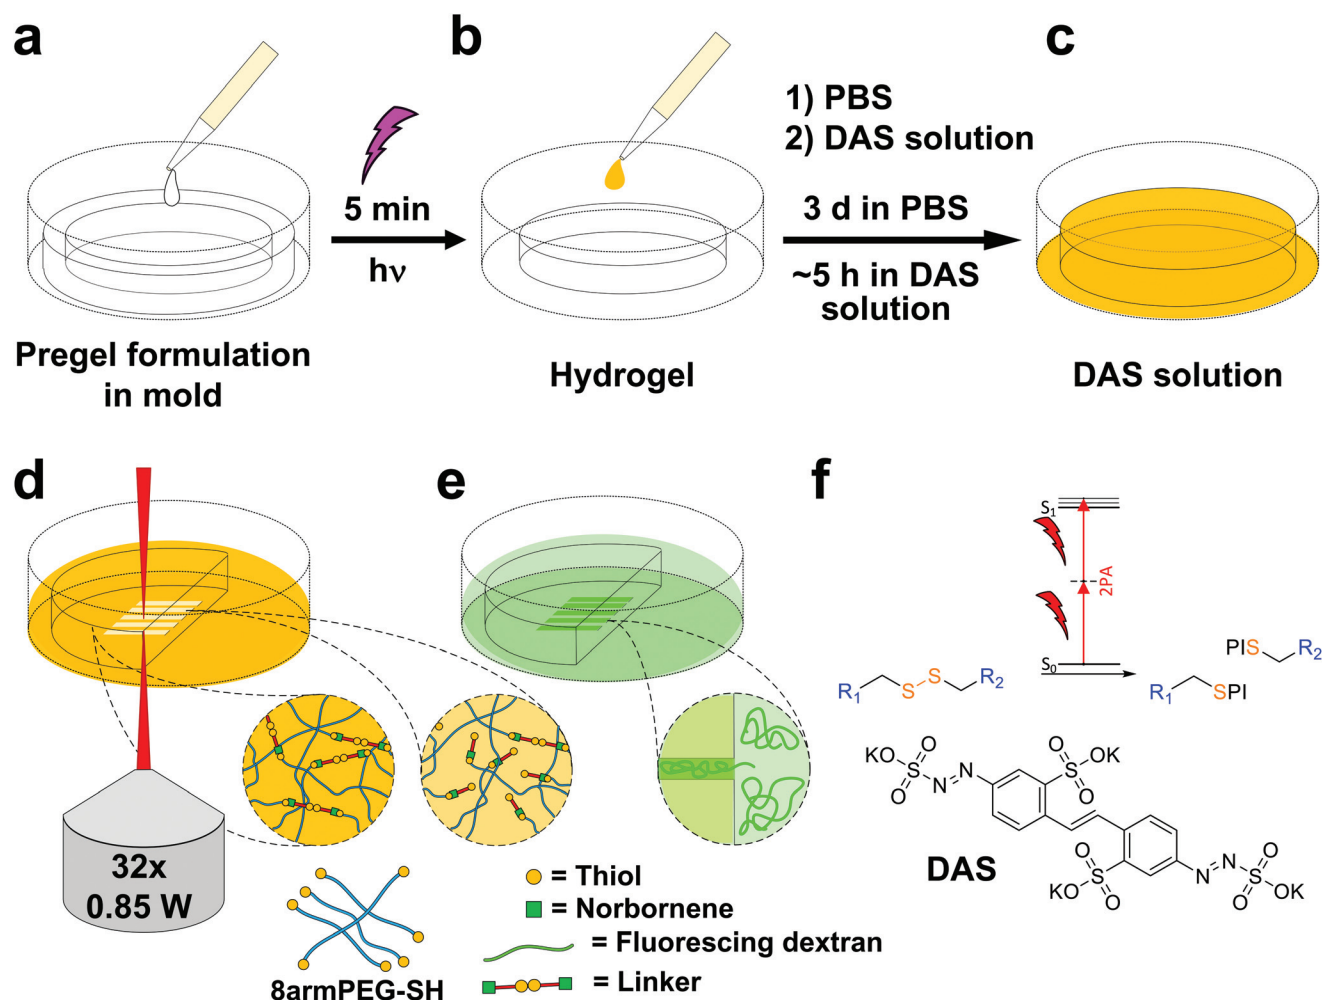 a
b
c
5 min
hν
1) PBS
2) DAS solution
3 d in PBS
~5 h in DAS
solution
Pregel formulation
in mold
Hydrogel
DAS solution
d
e
f
32x
0.85 W
8armPEG-SH
= Thiol
= Norbornene
= Fluorescing dextran
= Linker
S₁
2PA
S₀
R₁
S
S
R₂
PIS
R₂
R₁
SPI
KO
O
S
O
N
N
O
S
OK
O
DAS
O
KO
S
O
N
N
O
S
OK
O